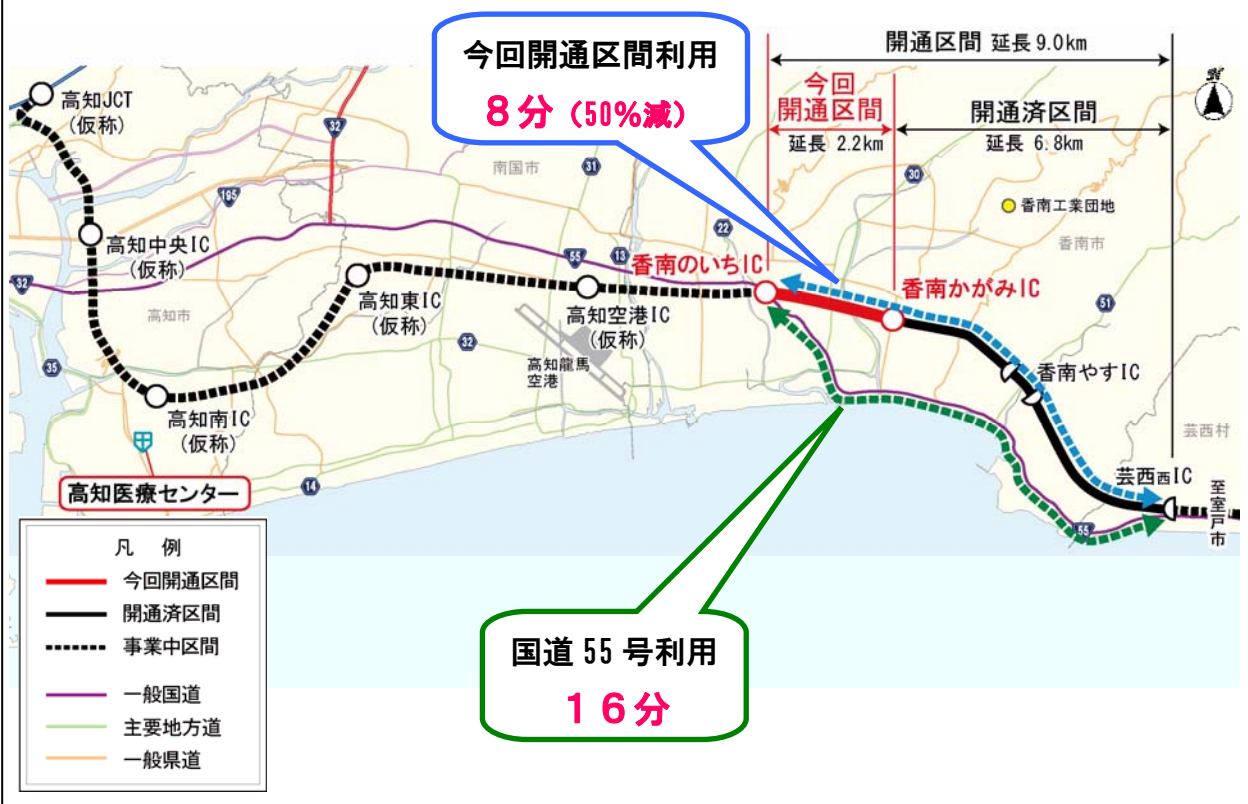 今回開通区間利用
8分（50%減）
開通区間 延長 9.0km
今回
開通区間
延長 2.2km
開通済区間
延長 6.8km
高知JCT
(仮称)
32
南国市
31
195
30
香南工業団地
香南市
22
高知中央IC
(仮称)
55
13
香南のいちIC
香南かがみIC
32
高知市
高知東IC
(仮称)
高知空港IC
(仮称)
51
32
高知龍馬
空港
35
香南やすIC
高知南IC
(仮称)
芸西村
高知医療センター
14
芸西西IC
至室戸市
55
凡 例
今回開通区間
開通済区間
事業中区間
一般国道
主要地方道
一般県道
国道 55 号利用
16分